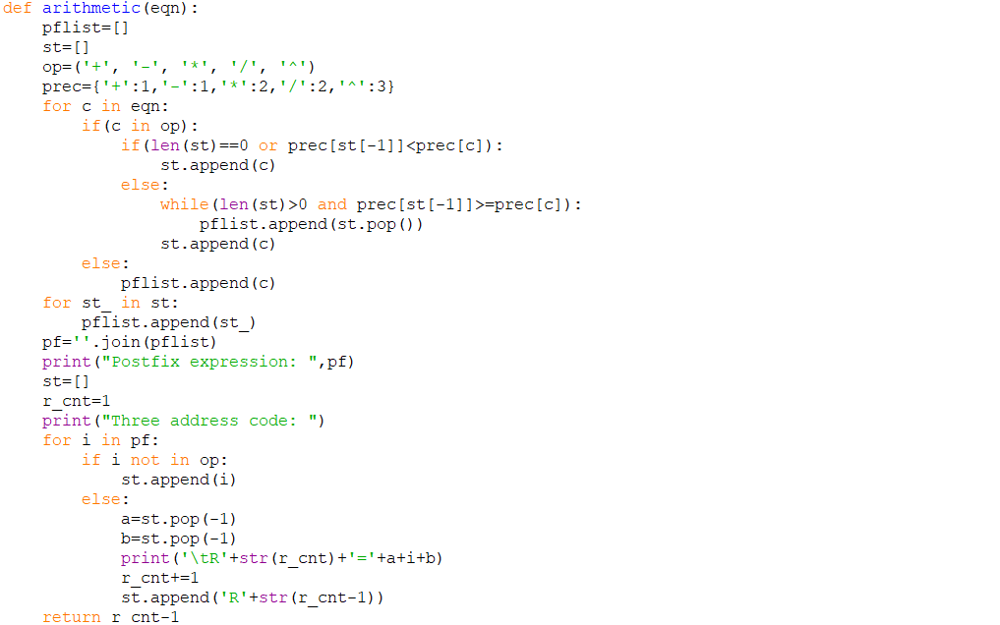 def arithmetic(eqn):
    pflist=[]
    st=[]
    op=('+', '-', '*', '/', '^')
    prec={'+':1,'-':1,'*':2,'/':2,'^':3}
    for c in eqn:
        if(c in op):
            if(len(st)==0 or prec[st[-1]]<prec[c]):
                st.append(c)
            else:
                while(len(st)>0 and prec[st[-1]]>=prec[c]):
                    pflist.append(st.pop())
                st.append(c)
        else:
            pflist.append(c)
    for st_ in st:
        pflist.append(st_)
    pf=''.join(pflist)
    print("Postfix expression: ",pf)
    st=[]
    r_cnt=1
    print("Three address code: ")
    for i in pf:
        if i not in op:
            st.append(i)
        else:
            a=st.pop(-1)
            b=st.pop(-1)
            print('\tR'+str(r_cnt)+'='+a+i+b)
            r_cnt+=1
            st.append('R'+str(r_cnt-1))
    return r_cnt-1